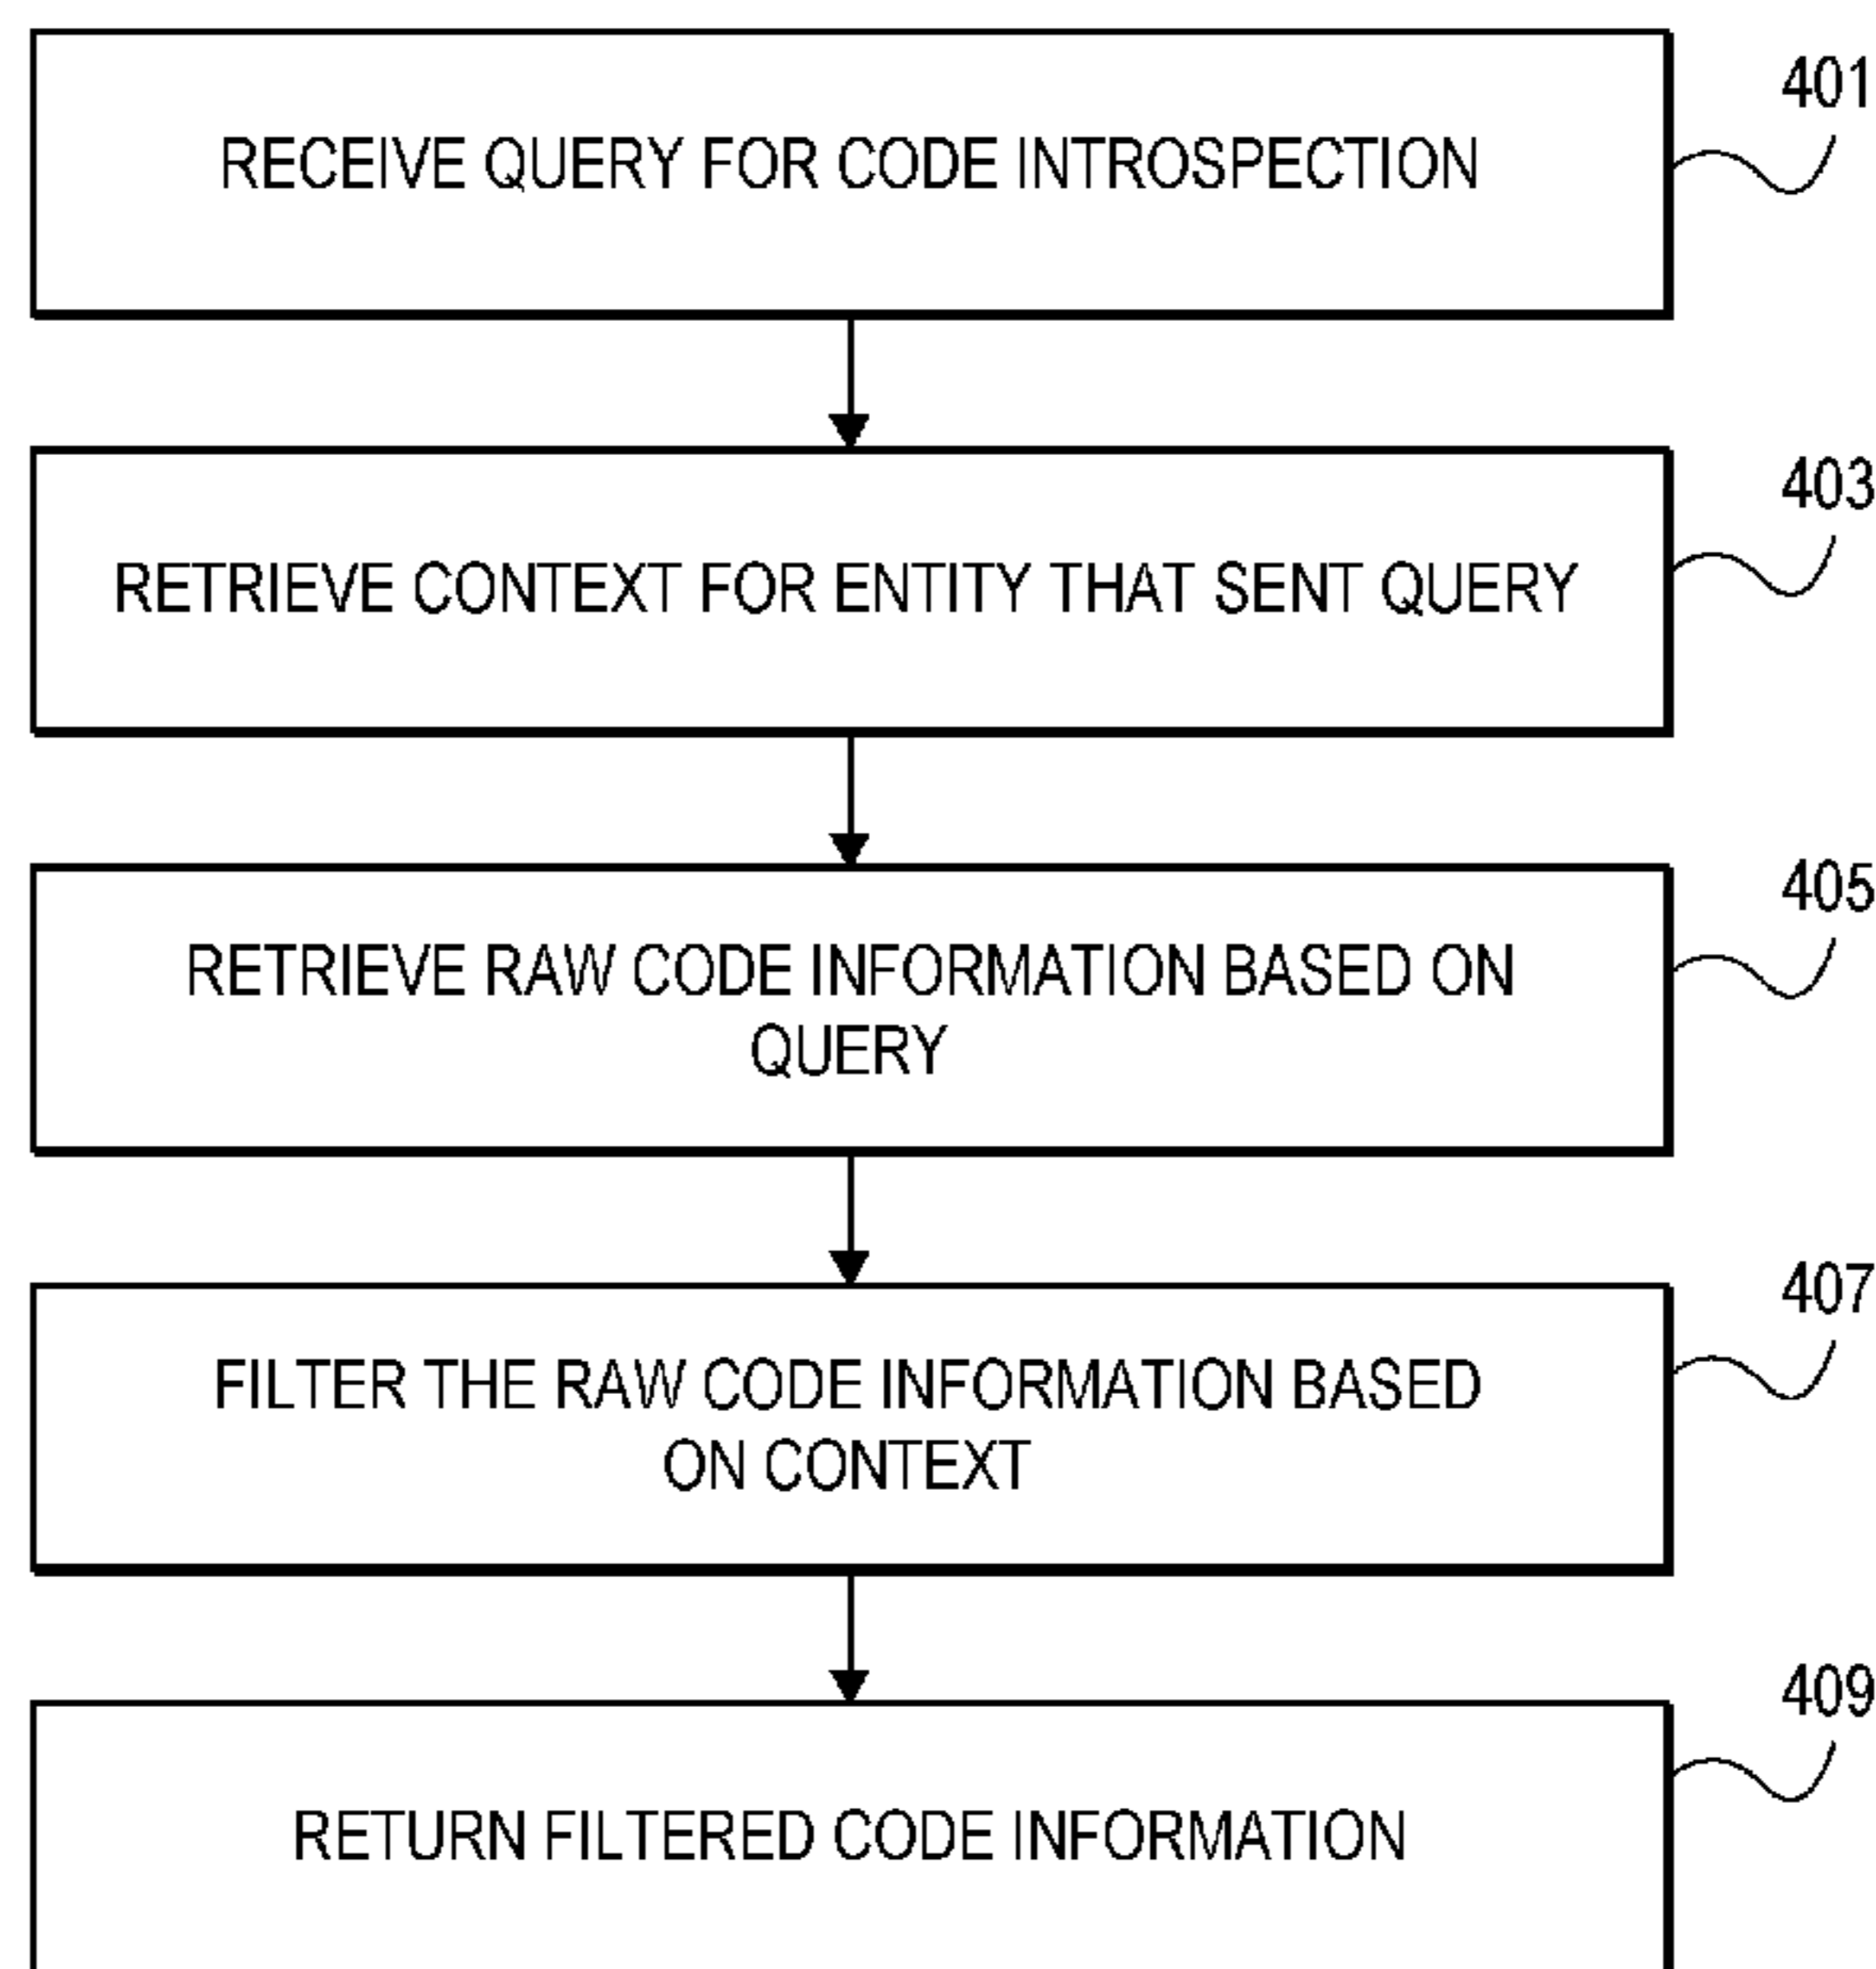 RECEIVE QUERY FOR CODE INTROSPECTION
401
RETRIEVE CONTEXT FOR ENTITY THAT SENT QUERY
403
RETRIEVE RAW CODE INFORMATION BASED ON
QUERY
405
FILTER THE RAW CODE INFORMATION BASED
ON CONTEXT
407
RETURN FILTERED CODE INFORMATION
409